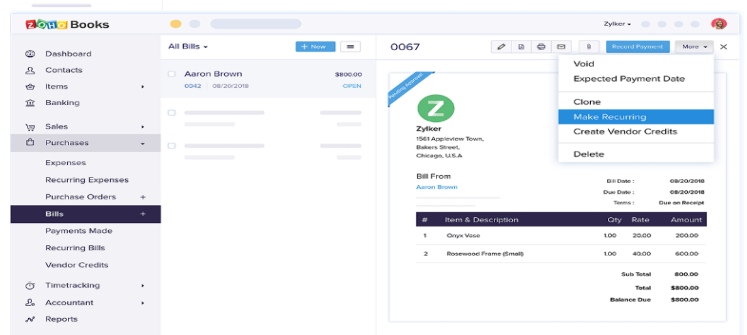 ZOHO Books
Zylker
Dashboard
Contacts
Items
Banking
Sales
Purchases
Expenses
Recurring Expenses
Purchase Orders +
Bills +
Payments Made
Recurring Bills
Vendor Credits
Timetracking
Accountant
Reports
All Bills
+ New
Aaron Brown $800.00
0042 08/20/2018 OPEN
0067
Record Payment More
Void
Expected Payment Date
Clone
Make Recurring
Create Vendor Credits
Delete
Z
Zylker
1561 Appleview Town,
Bakers Street,
Chicago, U.S.A
Bill From
Aaron Brown
Bill Date : 08/20/2018
Due Date : 08/20/2018
Terms : Due on Receipt
# Item & Description Qty Rate Amount
1 Onyx Vase 1.00 20.00 200.00
2 Rosewood Frame (Small) 1.00 40.00 600.00
Sub Total 800.00
Total $800.00
Balance Due $800.00